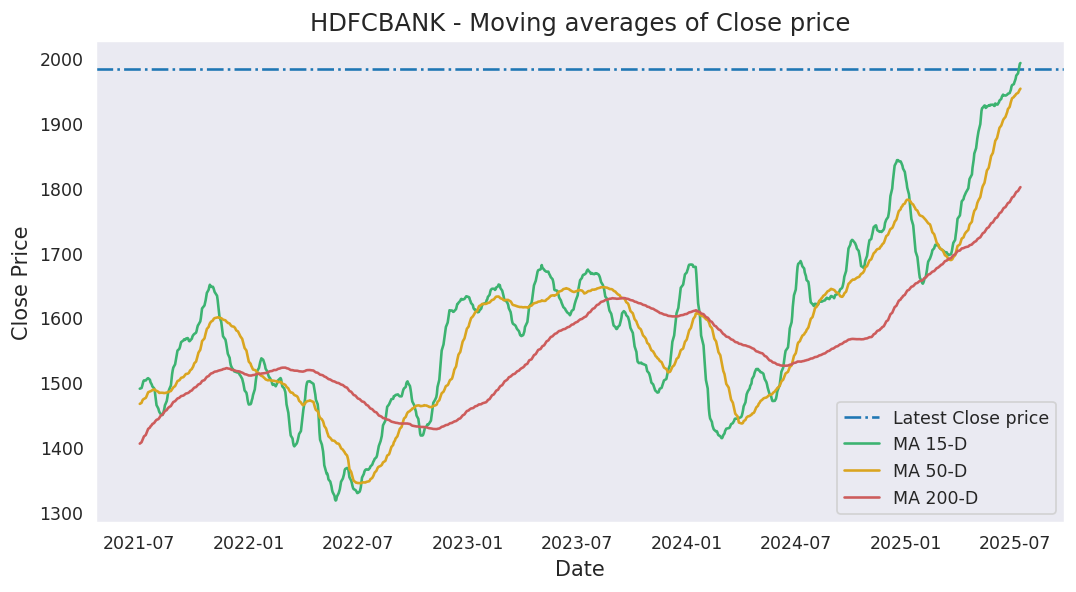 HDFCBANK - Moving averages of Close price
2000
1900
1800
1700
1600
1500
1400
1300
Close Price
Latest Close price
MA 15-D
MA 50-D
MA 200-D
2021-07 2022-01 2022-07 2023-01 2023-07 2024-01 2024-07 2025-01 2025-07
Date